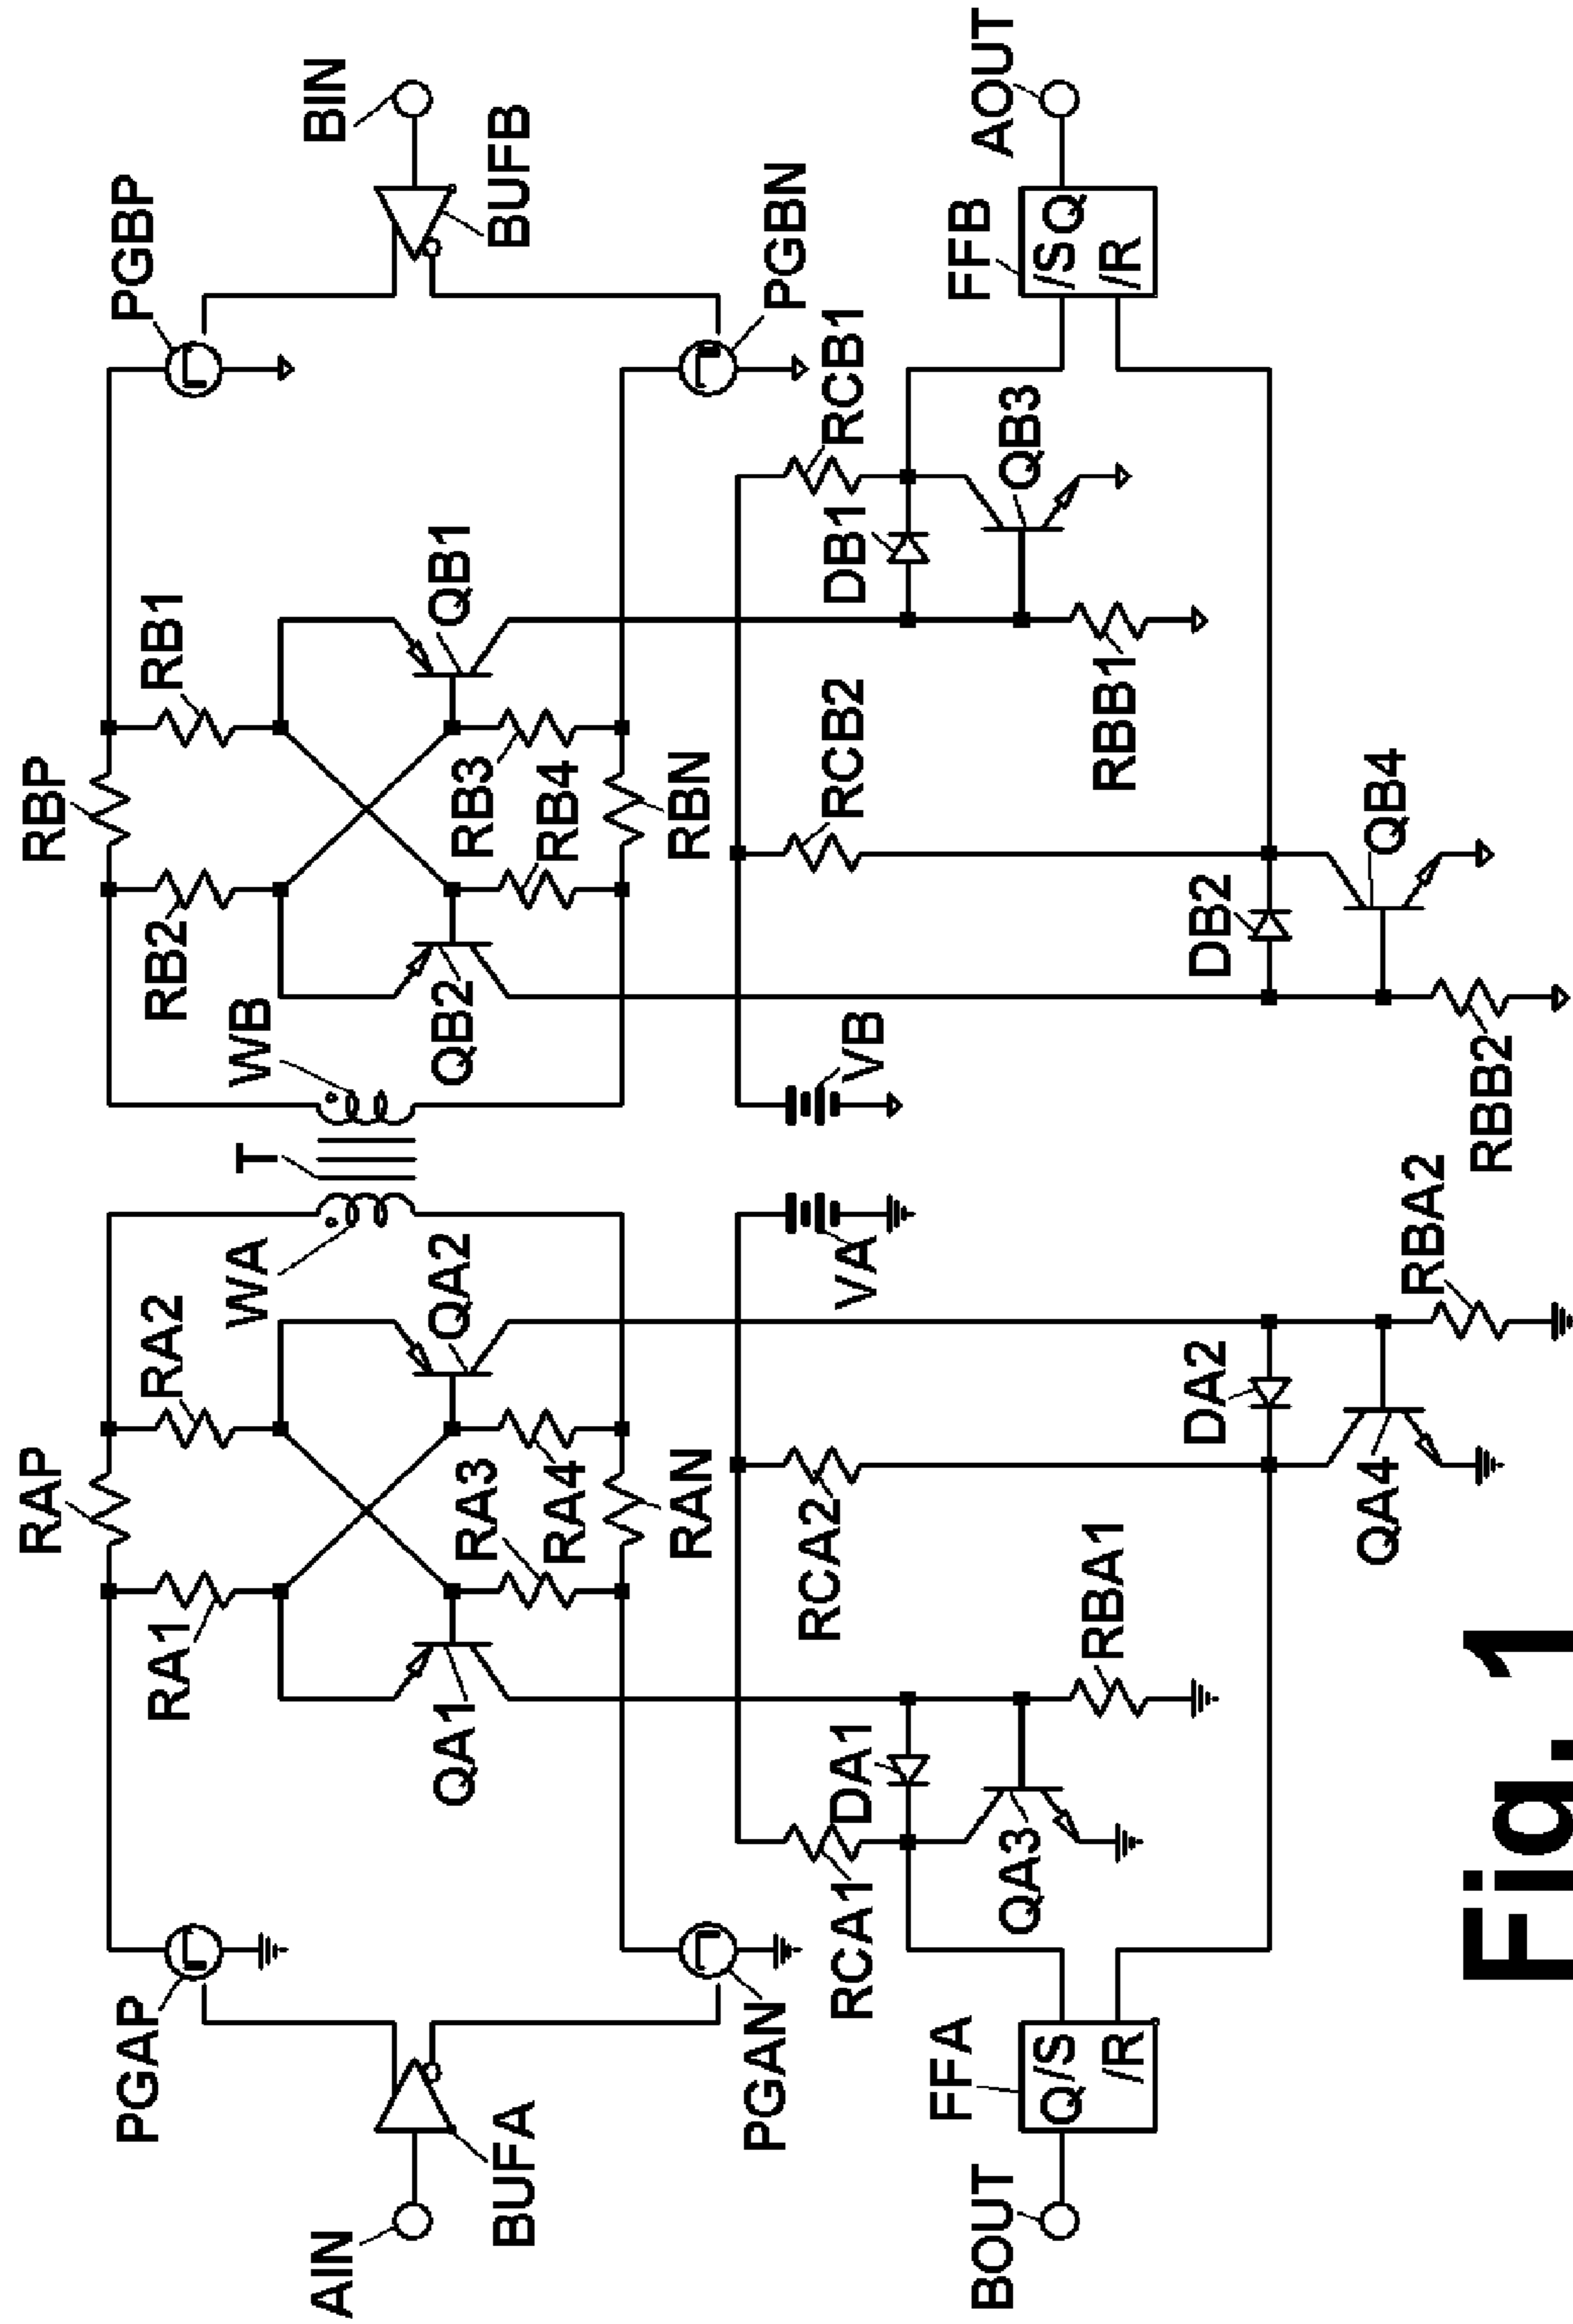 RAP
RBP
PGAP
RA1
RA2
WA
T
WB
RB2
RB1
PGBP
AIN
BUFA
QA1
RA3
RA4
QA2
QB2
RB3
RB4
QB1
BUFB
BIN
PGAN
RAN
RBN
PGBN
RCA1
DA1
RCA2
VA
VB
RCB2
DB1
RCB1
BOUT
FFA
Q/S
/R
QA3
RBA1
RBB1
QB3
FFB
/SQ
/R
AOUT
DA2
DB2
QA4
RBA2
RBB2
QB4
Fig. 1